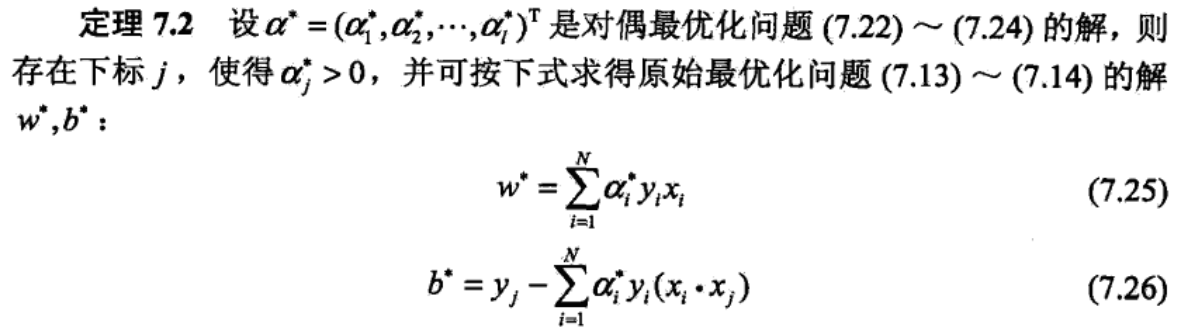 定理 7.2 设 α* = (α₁*, α₂*, ⋯, αₗ*)ᵀ 是对偶最优化问题 (7.22) ~ (7.24) 的解，则
存在下标 j，使得 αⱼ* > 0，并可按下式求得原始最优化问题 (7.13) ~ (7.14) 的解
w*, b*：
w* = ∑_{i=1}^{N} αᵢ* yᵢ xᵢ (7.25)
b* = yⱼ − ∑_{i=1}^{N} αᵢ* yᵢ (xᵢ • xⱼ) (7.26)